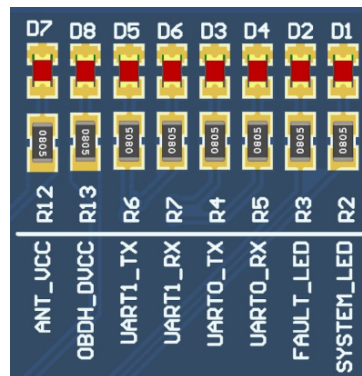 D7 D8 D5 D6 D3 D4 D2 D1
0805 0805 0805 0805 0805 0805 0805 0805
R12 R13 R6 R7 R4 R5 R3 R2
ANT_VCC OBDH_DVCC UART1_TX UART1_RX UART0_TX UART0_RX FAULT_LED SYSTEM_LED